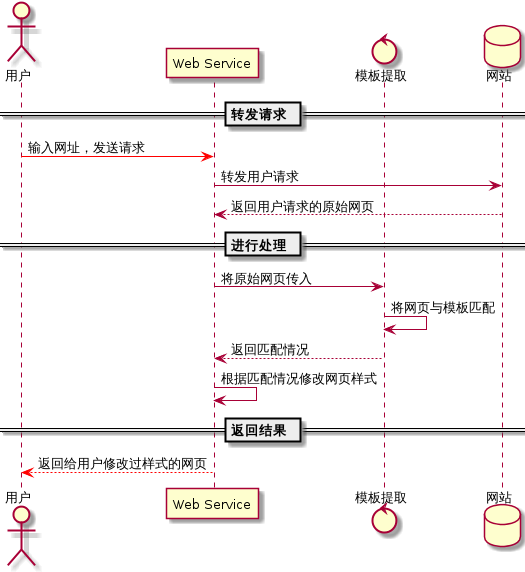 用户
Web Service
模板提取
网站
转发请求
输入网址，发送请求
转发用户请求
返回用户请求的原始网页
进行处理
将原始网页传入
将网页与模板匹配
返回匹配情况
根据匹配情况修改网页样式
返回结果
返回给用户修改过样式的网页
用户
Web Service
模板提取
网站